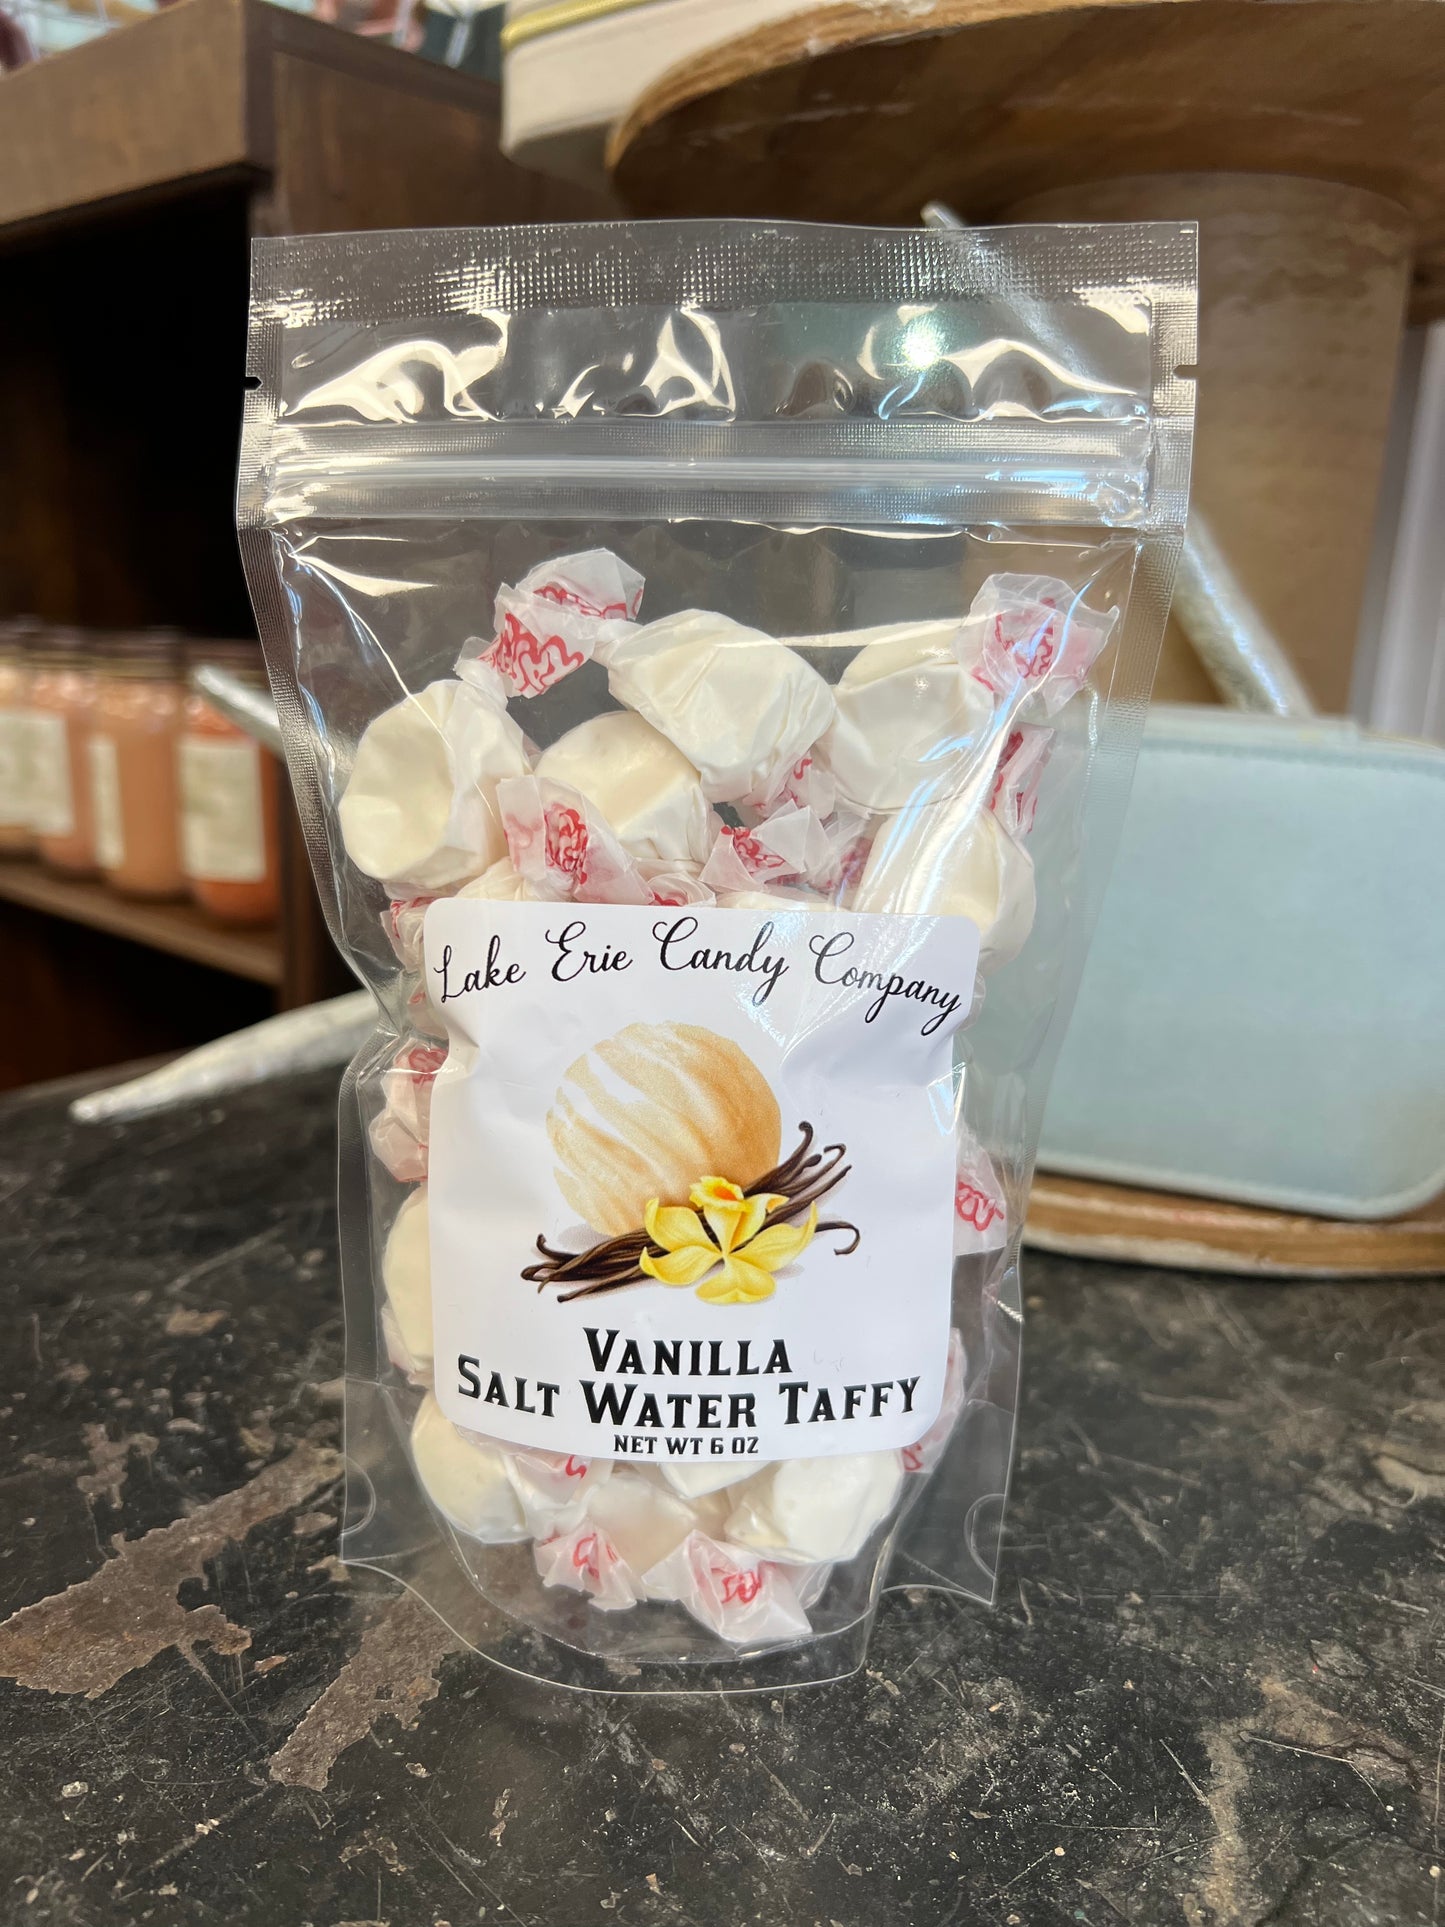 Lake Erie Candy Company
VANILLA
SALT WATER TAFFY
NET WT 6 OZ